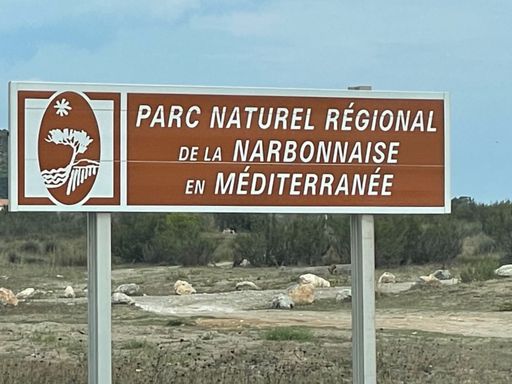 PARC NATUREL RÉGIONAL
DE LA NARBONNAISE
EN MÉDITERRANÉE